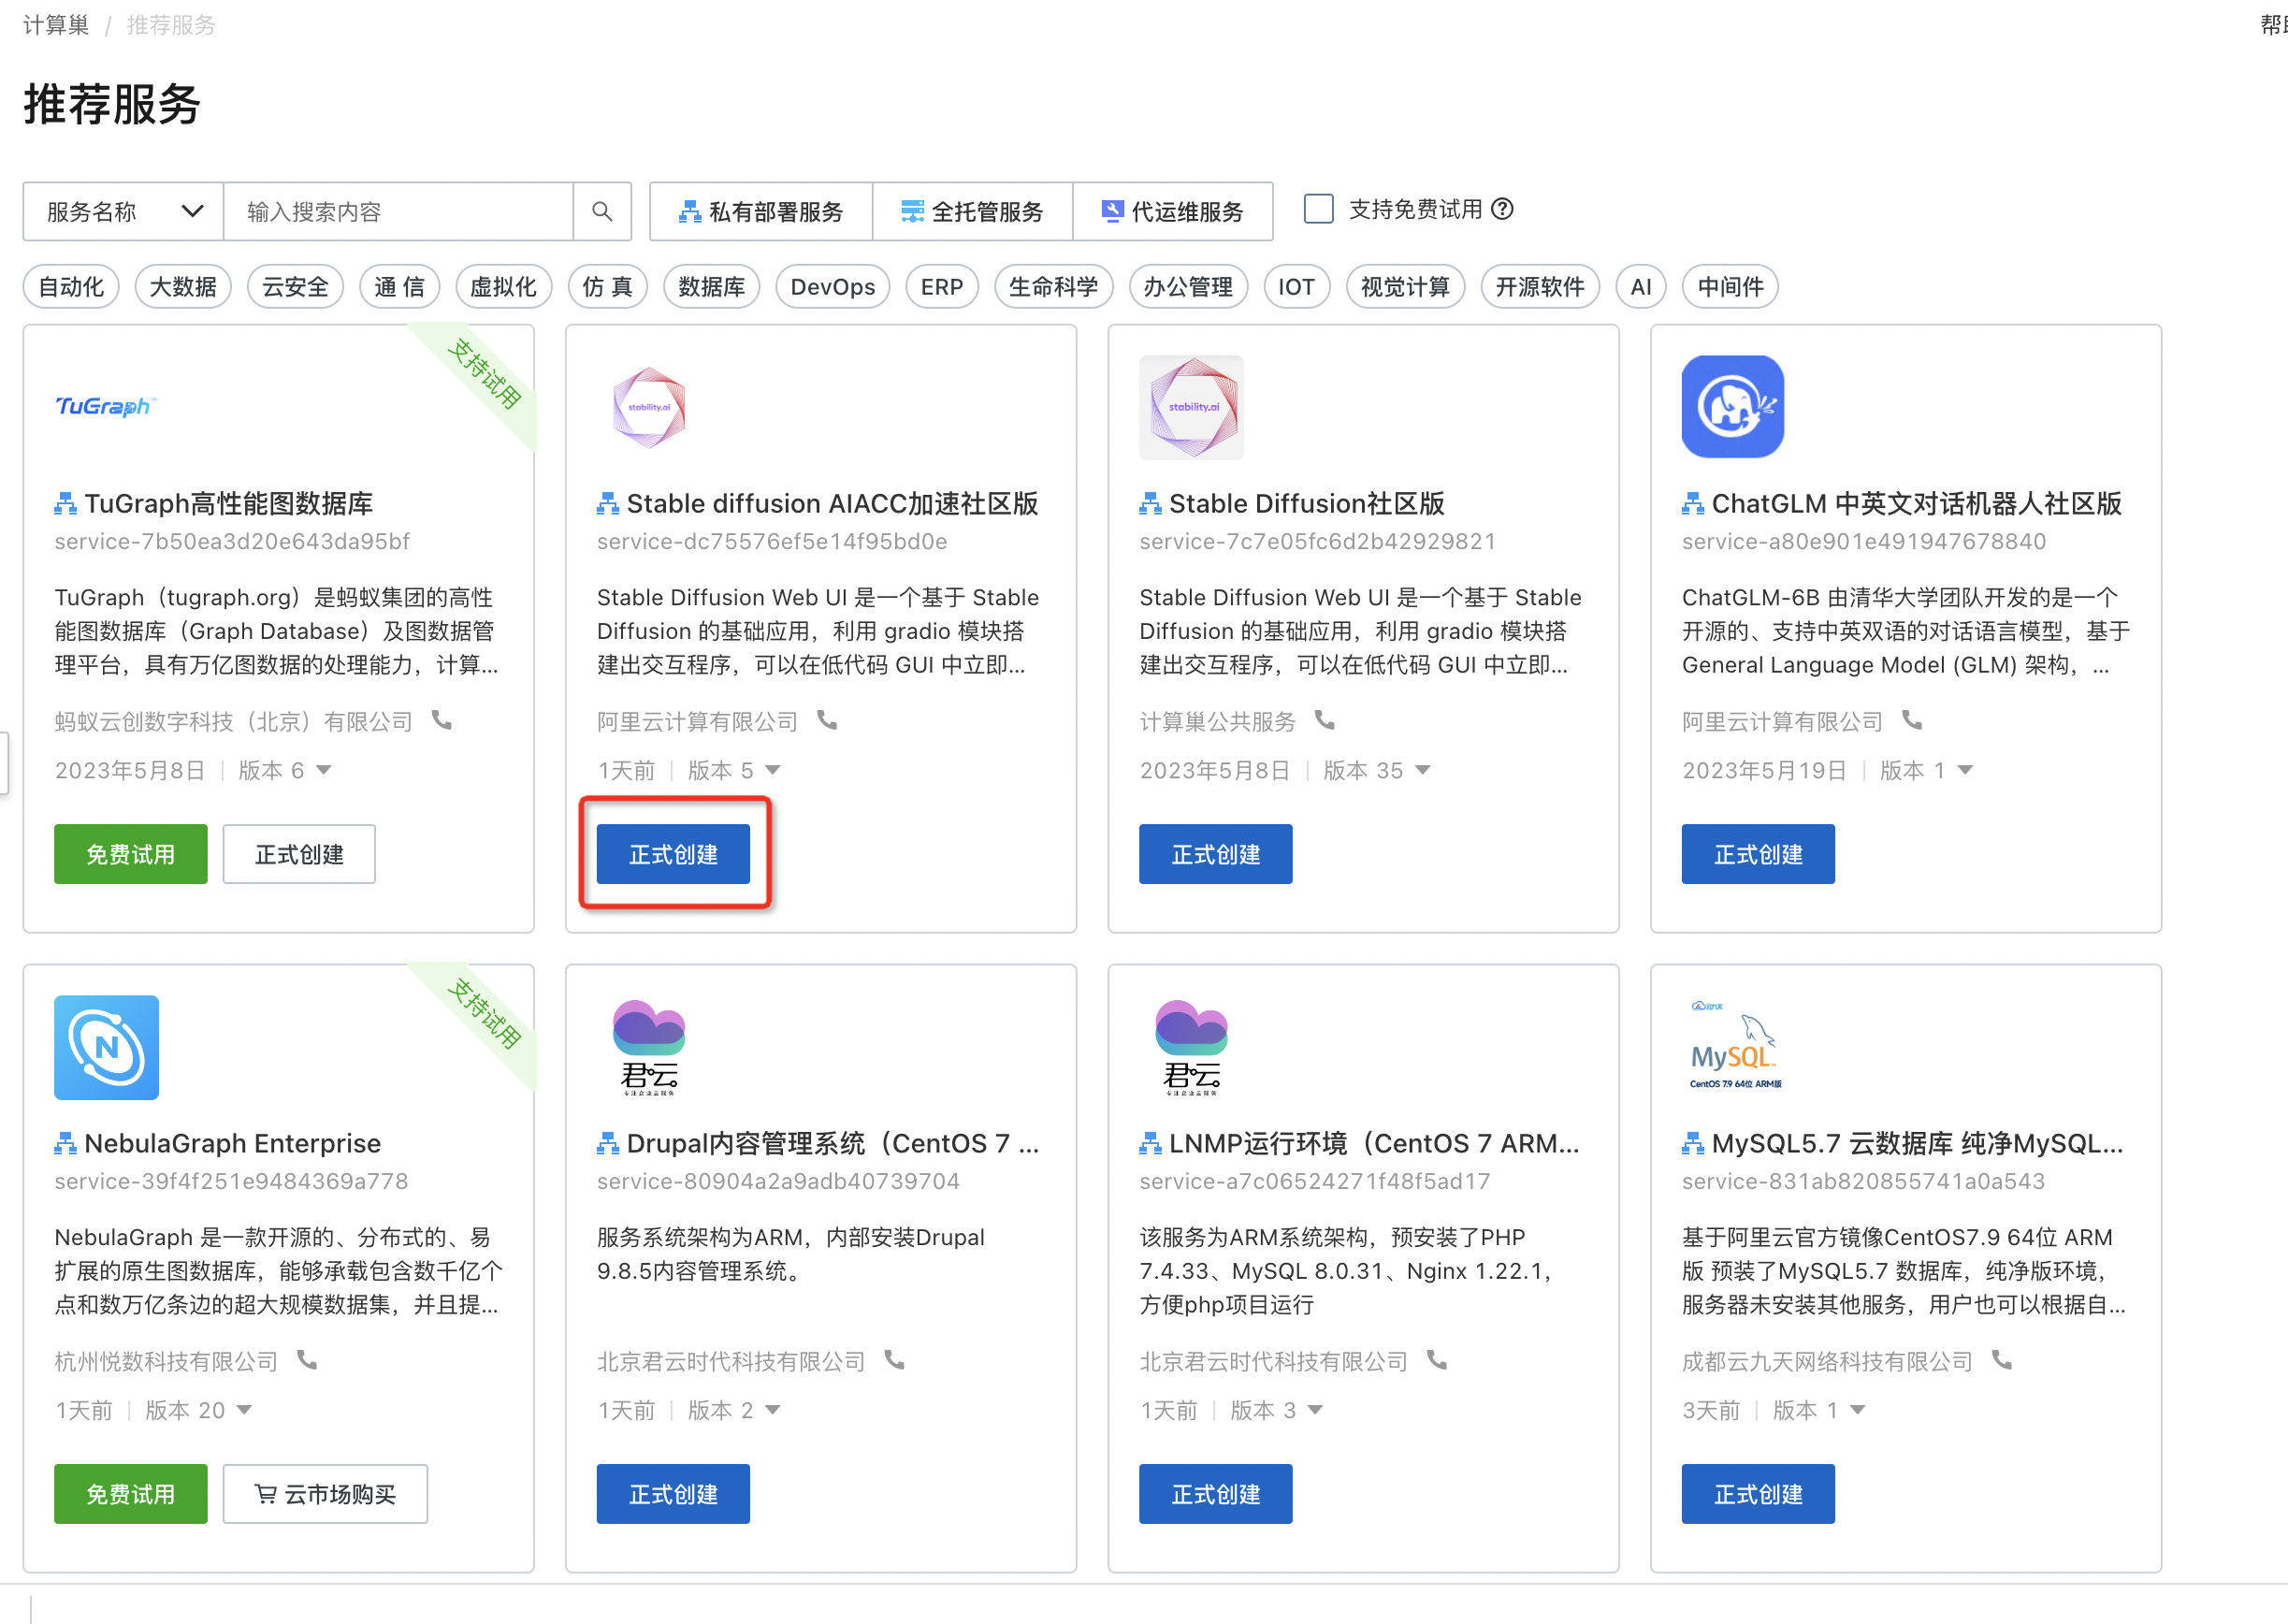 计算巢 / 推荐服务
帮
推荐服务
服务名称 输入搜索内容 私有部署服务 全托管服务 代运维服务 支持免费试用
自动化 大数据 云安全 通 信 虚拟化 仿 真 数据库 DevOps ERP 生命科学 办公管理 IOT 视觉计算 开源软件 AI 中间件
支持试用
TuGraph
TuGraph高性能图数据库
service-7b50ea3d20e643da95bf
TuGraph（tugraph.org）是蚂蚁集团的高性
能图数据库（Graph Database）及图数据管
理平台，具有万亿图数据的处理能力，计算...
蚂蚁云创数字科技（北京）有限公司
2023年5月8日 | 版本 6
免费试用 正式创建
stability.ai
Stable diffusion AIACC加速社区版
service-dc75576ef5e14f95bd0e
Stable Diffusion Web UI 是一个基于 Stable
Diffusion 的基础应用，利用 gradio 模块搭
建出交互程序，可以在低代码 GUI 中立即...
阿里云计算有限公司
1天前 | 版本 5
正式创建
stability.ai
Stable Diffusion社区版
service-7c7e05fc6d2b42929821
Stable Diffusion Web UI 是一个基于 Stable
Diffusion 的基础应用，利用 gradio 模块搭
建出交互程序，可以在低代码 GUI 中立即...
计算巢公共服务
2023年5月8日 | 版本 35
正式创建
ChatGLM 中英文对话机器人社区版
service-a80e901e491947678840
ChatGLM-6B 由清华大学团队开发的是一个
开源的、支持中英双语的对话语言模型，基于
General Language Model (GLM) 架构，...
阿里云计算有限公司
2023年5月19日 | 版本 1
正式创建
支持试用
N
NebulaGraph Enterprise
service-39f4f251e9484369a778
NebulaGraph 是一款开源的、分布式的、易
扩展的原生图数据库，能够承载包含数千亿个
点和数万亿条边的超大规模数据集，并且提...
杭州悦数科技有限公司
1天前 | 版本 20
免费试用 云市场购买
君云
Drupal内容管理系统（CentOS 7 ...
service-80904a2a9adb40739704
服务系统架构为ARM，内部安装Drupal
9.8.5内容管理系统。
北京君云时代科技有限公司
1天前 | 版本 2
正式创建
君云
LNMP运行环境（CentOS 7 ARM...
service-a7c06524271f48f5ad17
该服务为ARM系统架构，预安装了PHP
7.4.33、MySQL 8.0.31、Nginx 1.22.1，
方便php项目运行
北京君云时代科技有限公司
1天前 | 版本 3
正式创建
MySQL
CentOS 7.9 64位 ARM版
MySQL5.7 云数据库 纯净MySQL...
service-831ab820855741a0a543
基于阿里云官方镜像CentOS7.9 64位 ARM
版 预装了MySQL5.7 数据库，纯净版环境，
服务器未安装其他服务，用户也可以根据自...
成都云九天网络科技有限公司
3天前 | 版本 1
正式创建